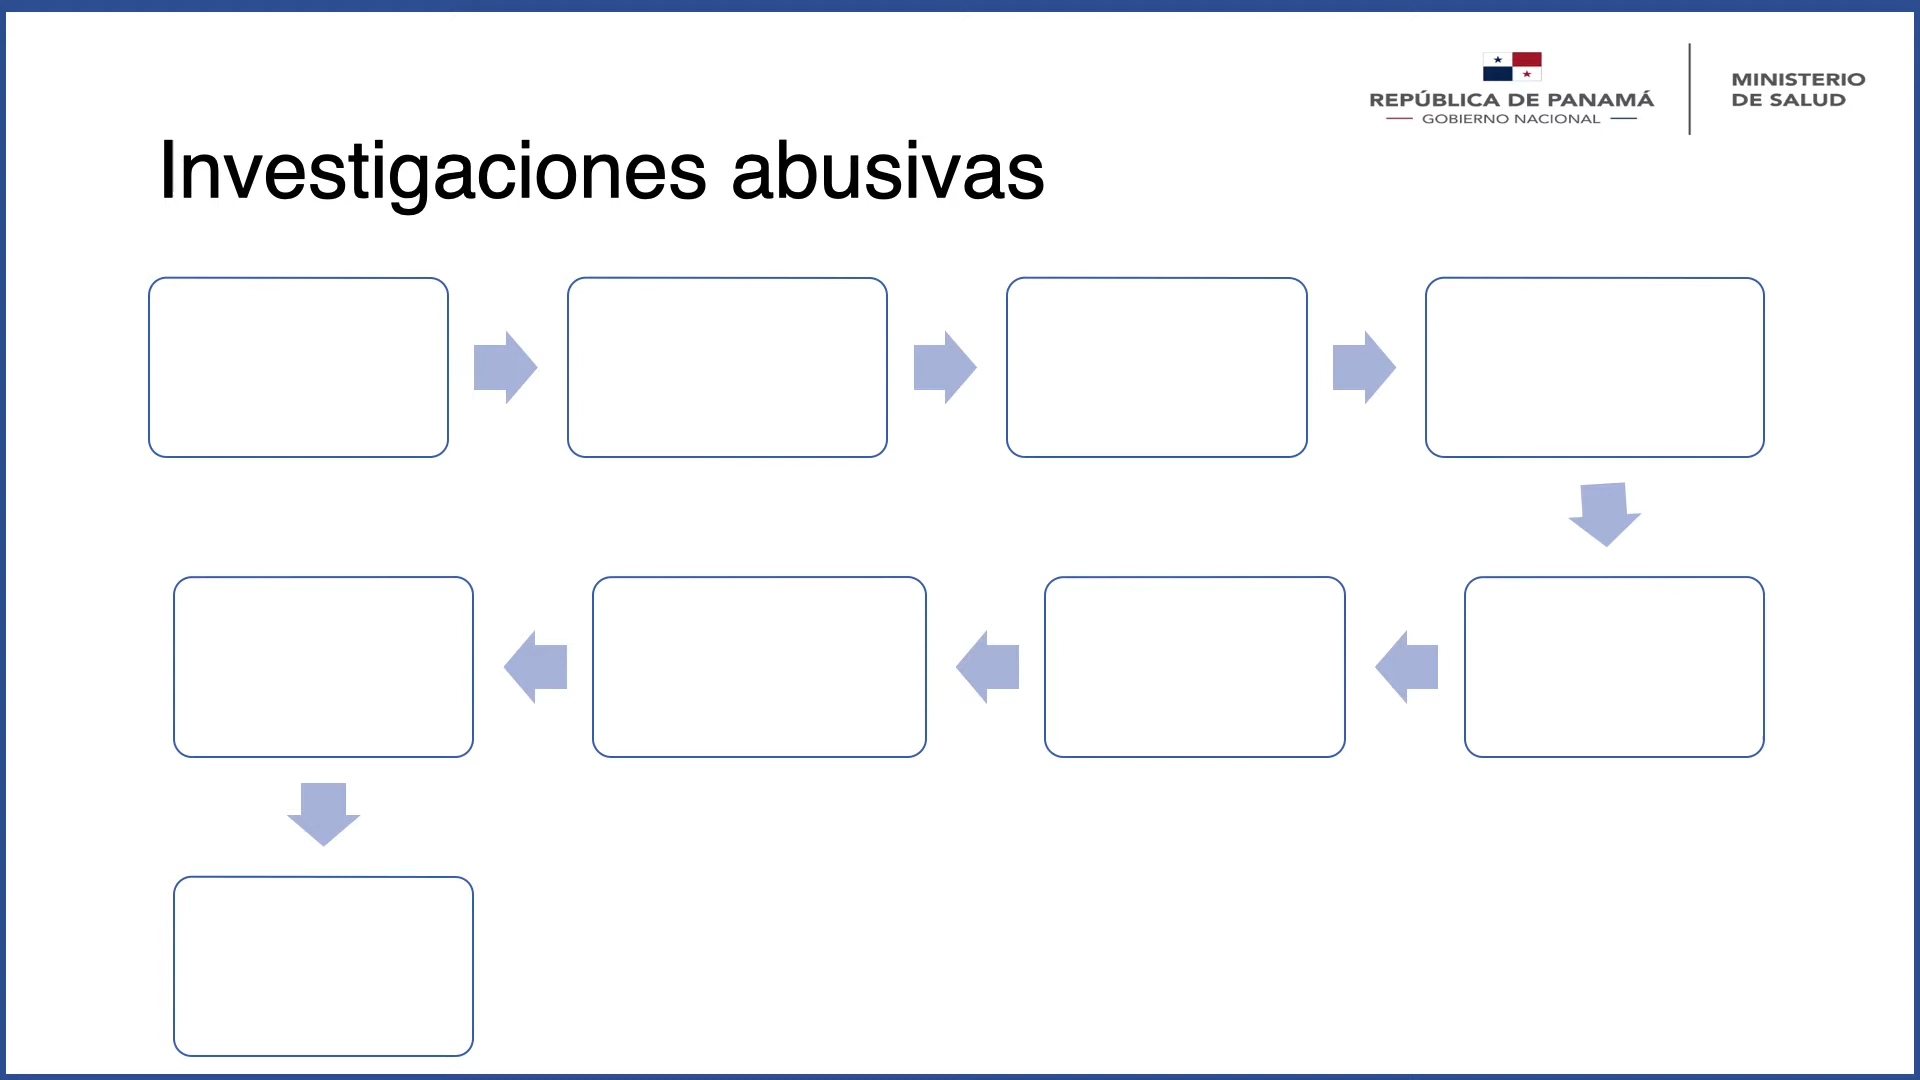 REPÚBLICA DE PANAMÁ
GOBIERNO NACIONAL
MINISTERIO
DE SALUD
Investigaciones abusivas